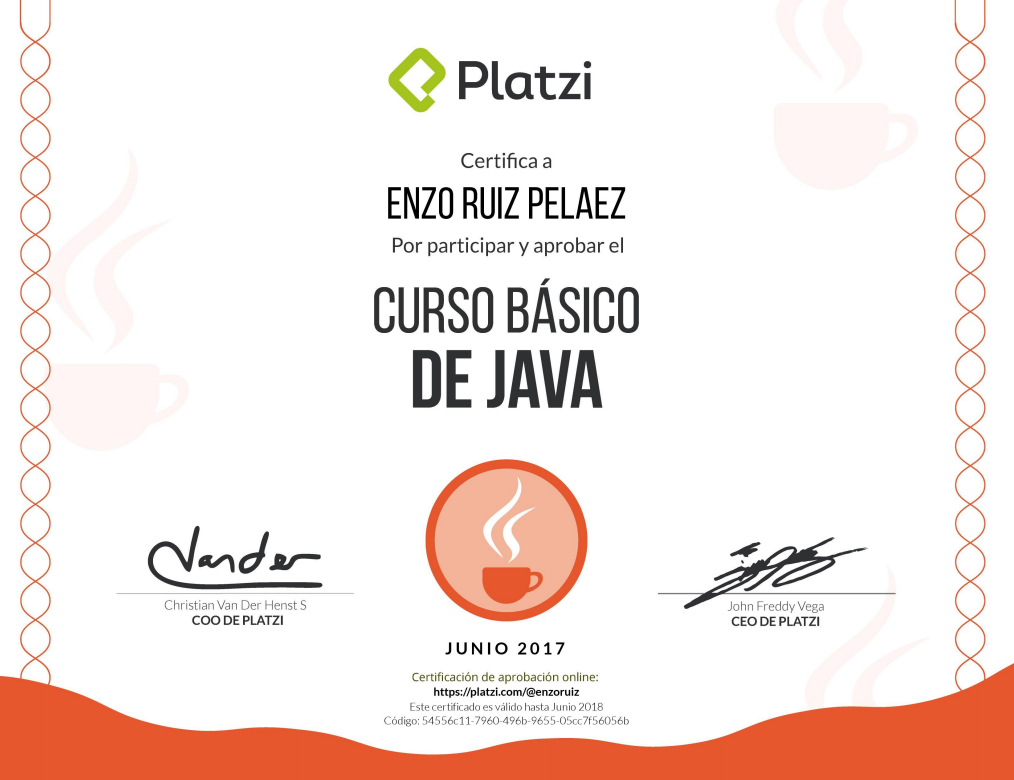 Platzi
Certifica a
ENZO RUIZ PELAEZ
Por participar y aprobar el
CURSO BÁSICO
DE JAVA
Vander
Christian Van Der Henst S
COO DE PLATZI
John Freddy Vega
CEO DE PLATZI
JUNIO 2017
Certificación de aprobación online:
https://platzi.com/@enzoruiz
Este certificado es válido hasta Junio 2018
Código: 54556c11-7960-496b-9655-05cc7f56056b